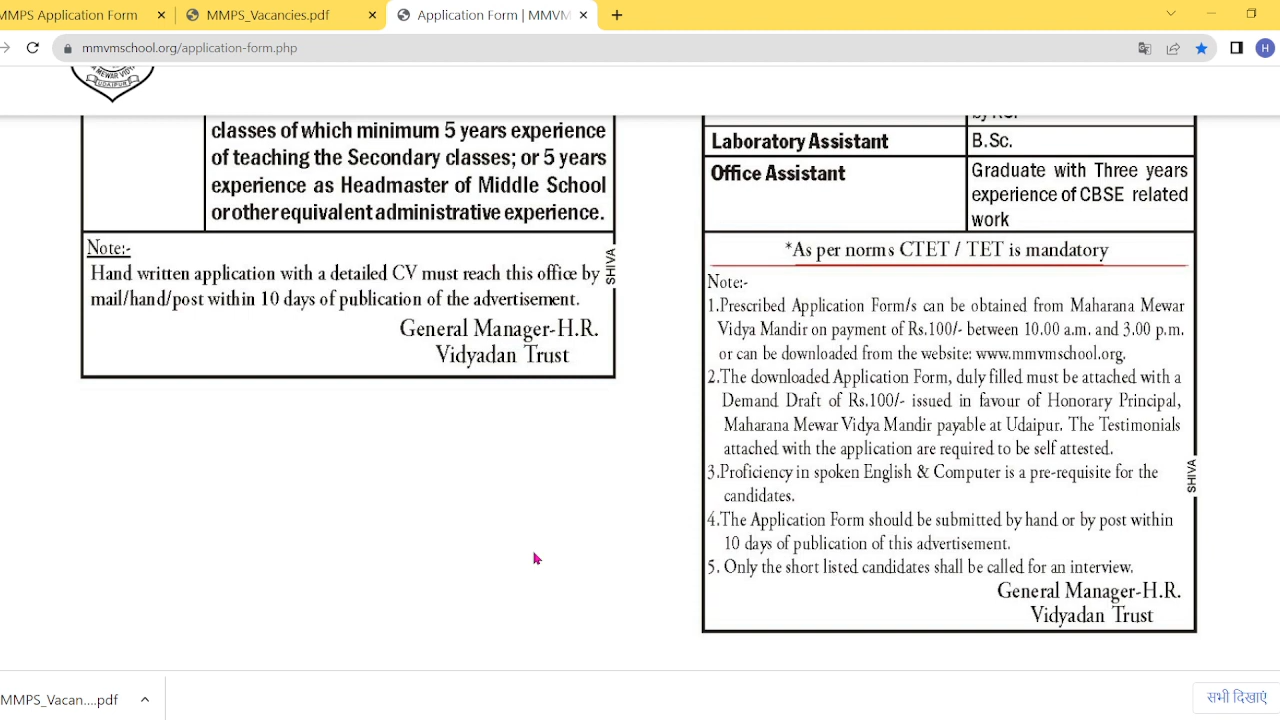 MMPS Application Form
MMPS_Vacancies.pdf
Application Form | MMVM
mmvmschool.org/application-form.php
H
MEWAR
UDAIPUR
classes of which minimum 5 years experience
of teaching the Secondary classes; or 5 years
experience as Headmaster of Middle School
or other equivalent administrative experience.
Note:-
Hand written application with a detailed CV must reach this office by
mail/hand/post within 10 days of publication of the advertisement.
General Manager-H.R.
Vidyadan Trust
SHIVA
Laboratory Assistant B.Sc.
Office Assistant Graduate with Three years
experience of CBSE related
work
*As per norms CTET / TET is mandatory
Note:-
1.Prescribed Application Form/s can be obtained from Maharana Mewar
Vidya Mandir on payment of Rs.100/- between 10.00 a.m. and 3.00 p.m.
or can be downloaded from the website: www.mmvmschool.org.
2.The downloaded Application Form, duly filled must be attached with a
Demand Draft of Rs.100/- issued in favour of Honorary Principal,
Maharana Mewar Vidya Mandir payable at Udaipur. The Testimonials
attached with the application are required to be self attested.
3.Proficiency in spoken English & Computer is a pre-requisite for the
candidates.
4.The Application Form should be submitted by hand or by post within
10 days of publication of this advertisement.
5. Only the short listed candidates shall be called for an interview.
General Manager-H.R.
Vidyadan Trust
SHIVA
MMPS_Vacan....pdf
सभी दिखाएं